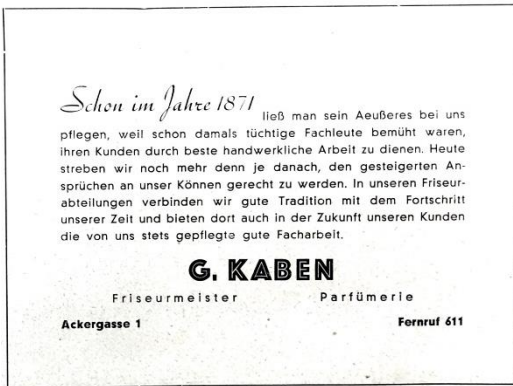 Schon im Jahre 1871 ließ man sein Aeußeres bei uns
pflegen, weil schon damals tüchtige Fachleute bemüht waren,
ihren Kunden durch beste handwerkliche Arbeit zu dienen. Heute
streben wir noch mehr denn je danach, den gesteigerten An-
sprüchen an unser Können gerecht zu werden. In unseren Friseur-
abteilungen verbinden wir gute Tradition mit dem Fortschritt
unserer Zeit und bieten dort auch in der Zukunft unseren Kunden
die von uns stets gepflegte gute Facharbeit.
G. KABEN
Friseurmeister Parfümerie
Ackergasse 1 Fernruf 611